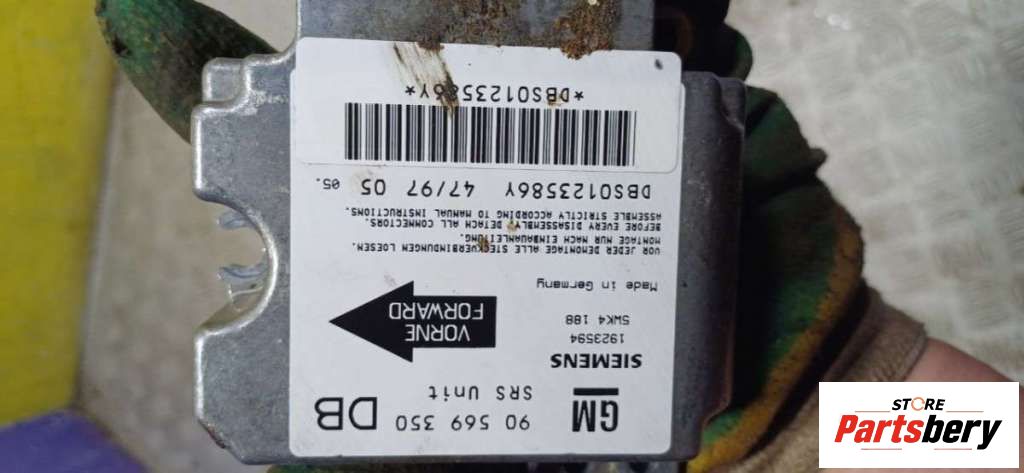 GM 90 569 350 DB
SRS Unit
SIEMENS
1923594
5WK4 188
VORNE
FORWARD
Made in Germany
VOR JEDER DEMONTAGE ALLE STECKVERBINDUNGEN LOESEN.
MONTAGE NUR NACH EINBAUANLEITUNG.
BEFORE EVERY DISASSEMBLY, DETACH ALL CONNECTORS.
ASSEMBLE STRICTLY ACCORDING TO MANUAL INSTRUCTIONS.
DBS0123586Y 47/97 05 05.
*DBS0123586Y*
STORE
Partsbery